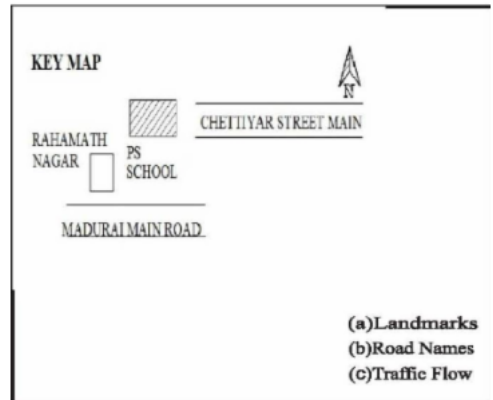 KEY MAP
N
CHETTIYAR STREET MAIN
RAHAMATH
NAGAR
PS
SCHOOL
MADURAI MAIN ROAD
(a)Landmarks
(b)Road Names
(c)Traffic Flow